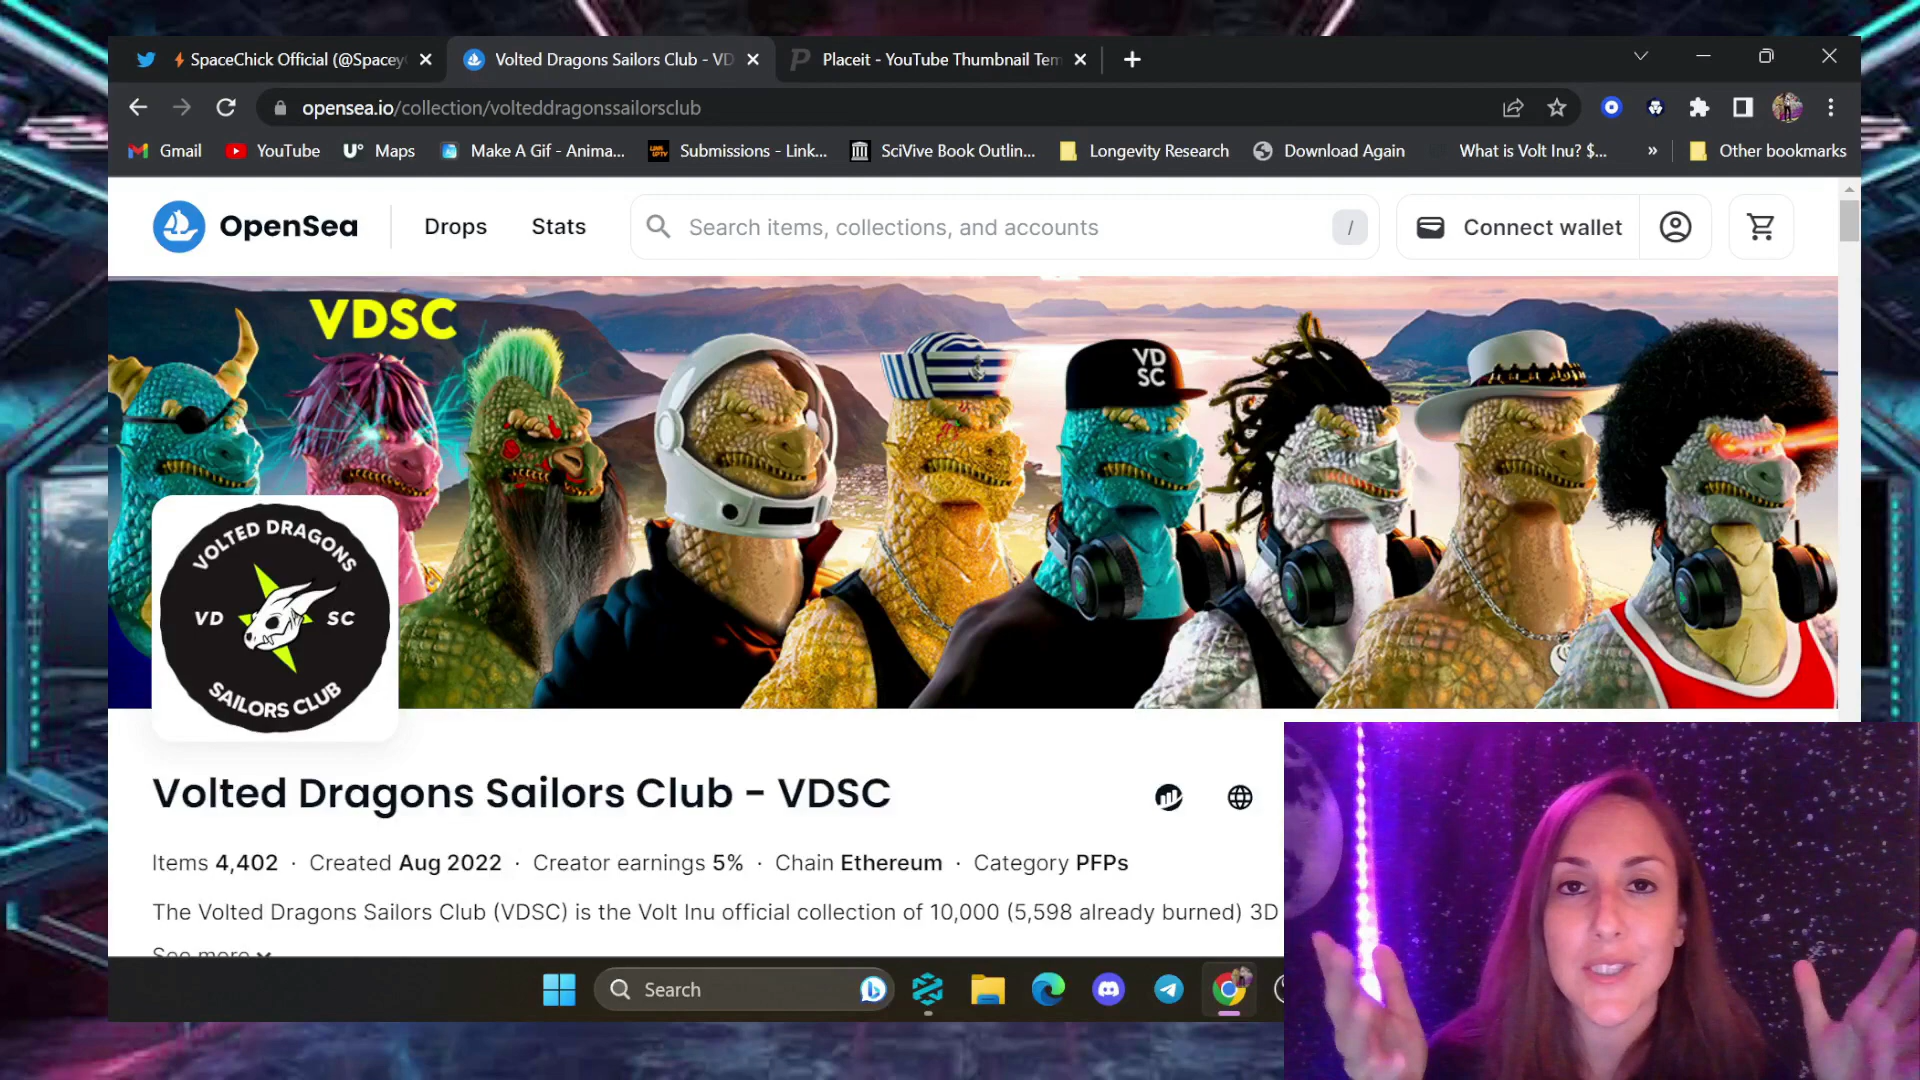 SpaceChick Official (@Spacey
Volted Dragons Sailors Club - VD
Placeit - YouTube Thumbnail Tem
opensea.io/collection/volteddragonssailorsclub
Gmail
YouTube
Maps
Make A Gif - Anima...
Submissions - Link...
SciVive Book Outlin...
Longevity Research
Download Again
What is Volt Inu? $...
»
Other bookmarks
OpenSea
Drops
Stats
Search items, collections, and accounts
/
Connect wallet
VDSC
VD
SC
VOLTED DRAGONS
VD SC
SAILORS CLUB
Volted Dragons Sailors Club - VDSC
Items 4,402 · Created Aug 2022 · Creator earnings 5% · Chain Ethereum · Category PFPs
The Volted Dragons Sailors Club (VDSC) is the Volt Inu official collection of 10,000 (5,598 already burned) 3D
See more
Search